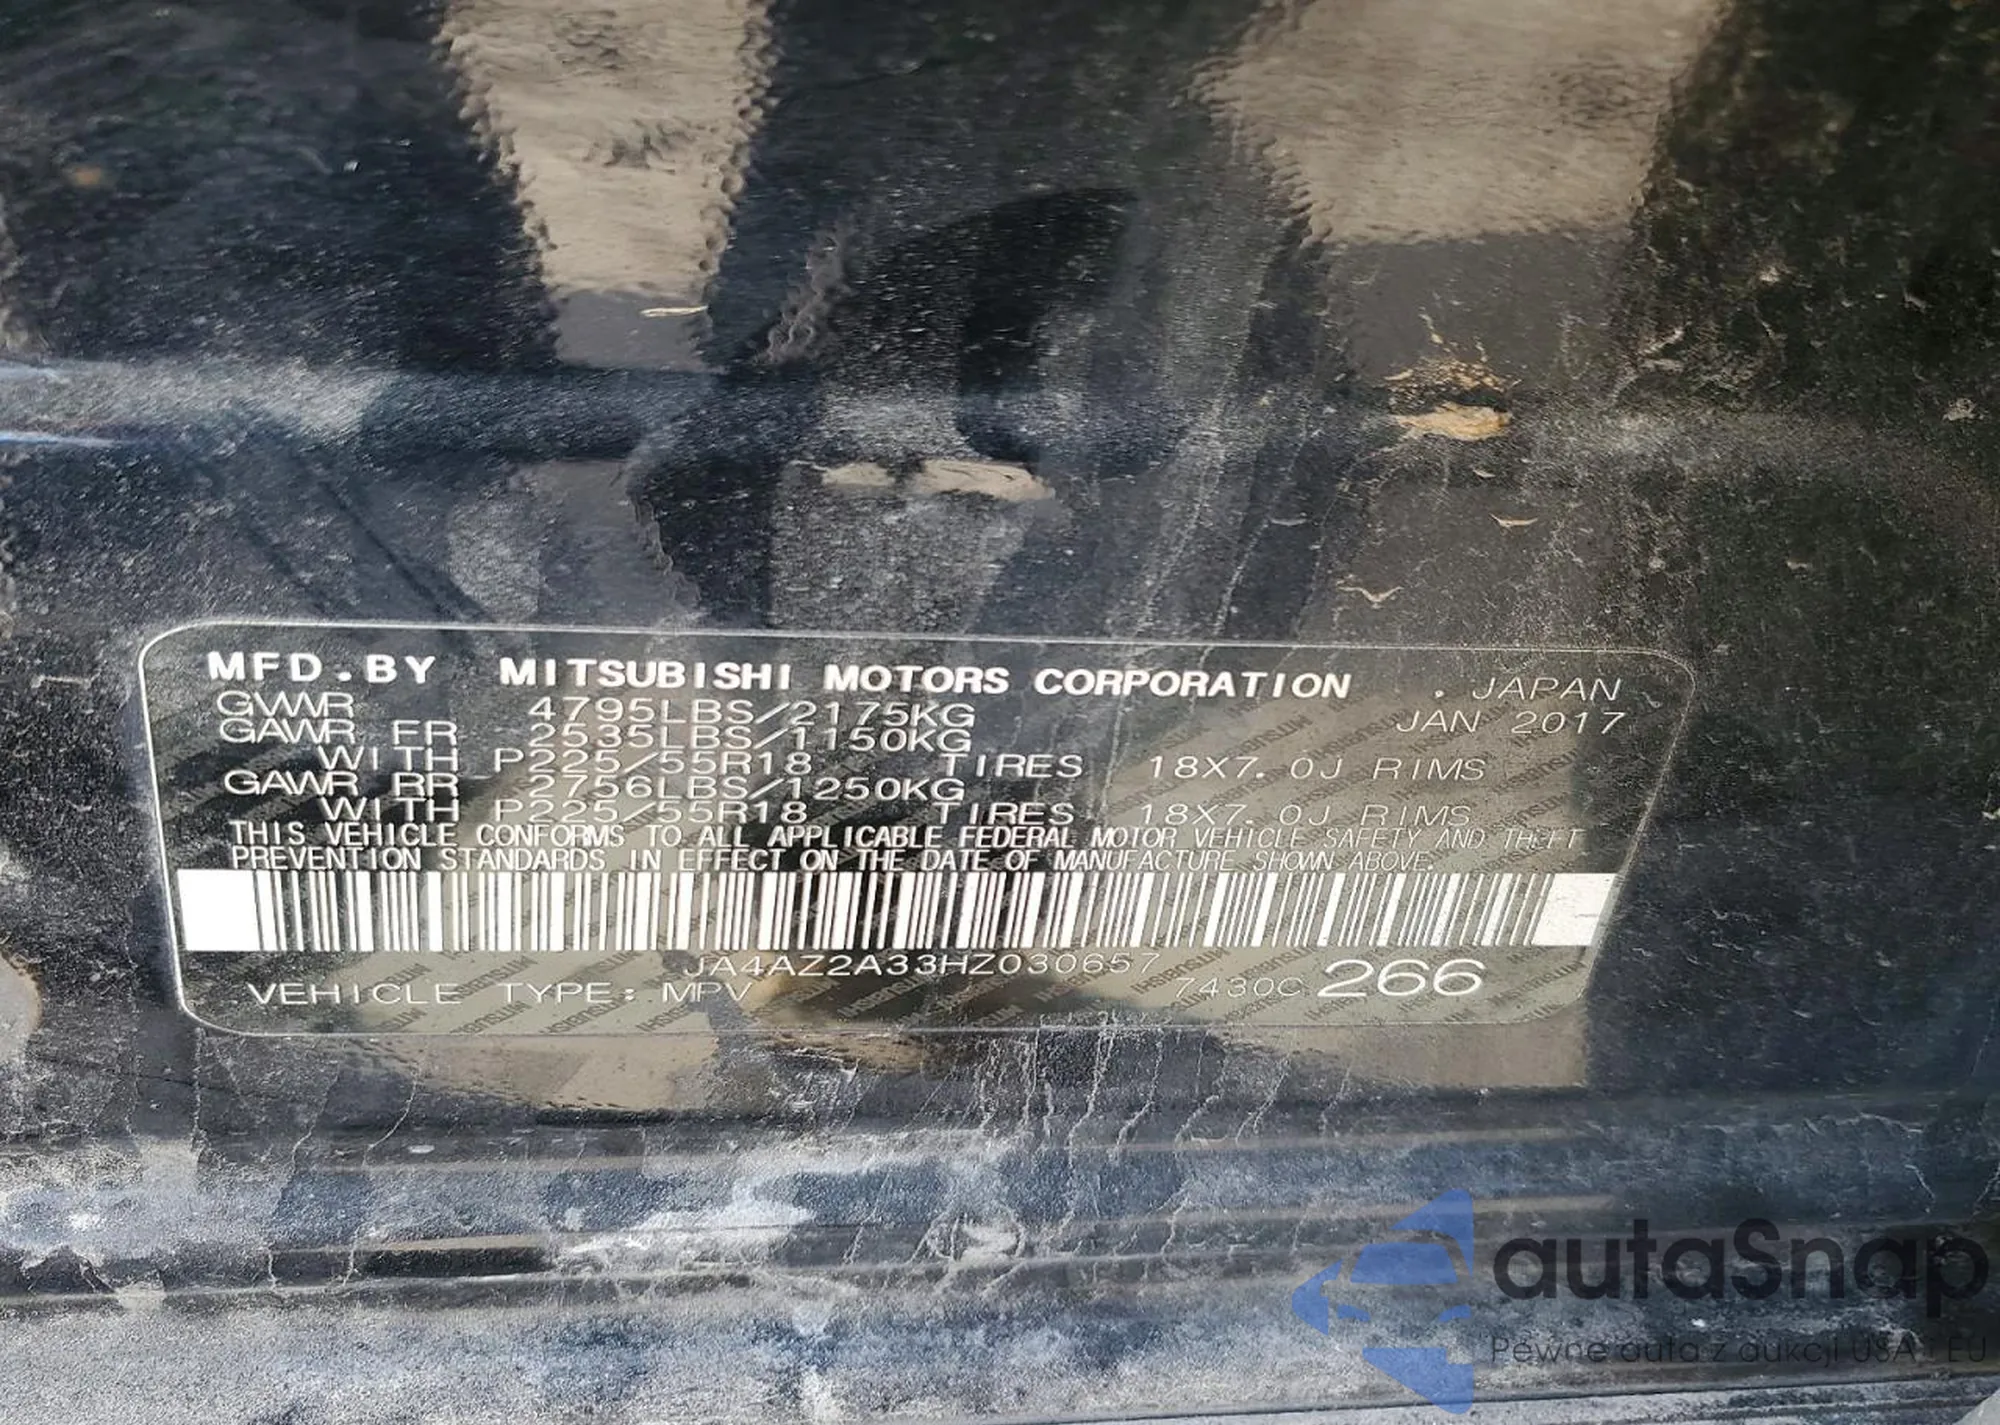 MFD.BY MITSUBISHI MOTORS CORPORATION . JAPAN
GVWR 4795LBS/2175KG JAN 2017
GAWR FR 2535LBS/1150KG
WITH P225/55R18 TIRES 18X7.0J RIMS
GAWR RR 2756LBS/1250KG
WITH P225/55R18 TIRES 18X7.0J RIMS
THIS VEHICLE CONFORMS TO ALL APPLICABLE FEDERAL MOTOR VEHICLE SAFETY AND THEFT
PREVENTION STANDARDS IN EFFECT ON THE DATE OF MANUFACTURE SHOWN ABOVE.
JA4AZ2A33HZ030657
VEHICLE TYPE: MPV 7430C 266
autaSnap
Pewne auta z aukcji USA i EU